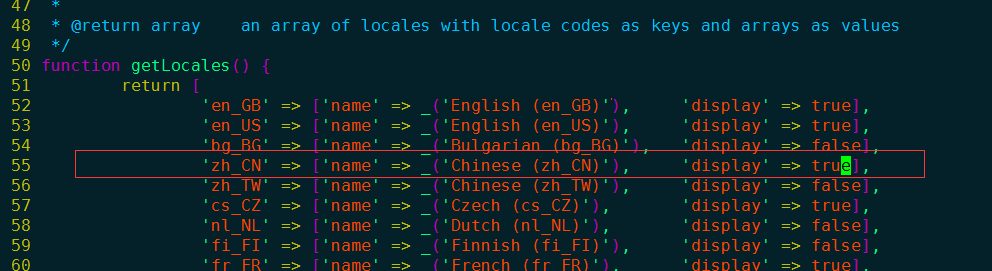 47  *
48  * @return array    an array of locales with locale codes as keys and arrays as values
49  */
50 function getLocales() {
51         return [
52                 'en_GB' => ['name' => _('English (en_GB)'),     'display' => true],
53                 'en_US' => ['name' => _('English (en_US)'),     'display' => true],
54                 'bg_BG' => ['name' => _('Bulgarian (bg_BG)'),   'display' => false],
55                 'zh_CN' => ['name' => _('Chinese (zh_CN)'),     'display' => true],
56                 'zh_TW' => ['name' => _('Chinese (zh_TW)'),     'display' => false],
57                 'cs_CZ' => ['name' => _('Czech (cs_CZ)'),       'display' => true],
58                 'nl_NL' => ['name' => _('Dutch (nl_NL)'),       'display' => false],
59                 'fi_FI' => ['name' => _('Finnish (fi_FI)'),     'display' => false],
60                 'fr_FR' => ['name' => _('French (fr_FR)'),      'display' => true],